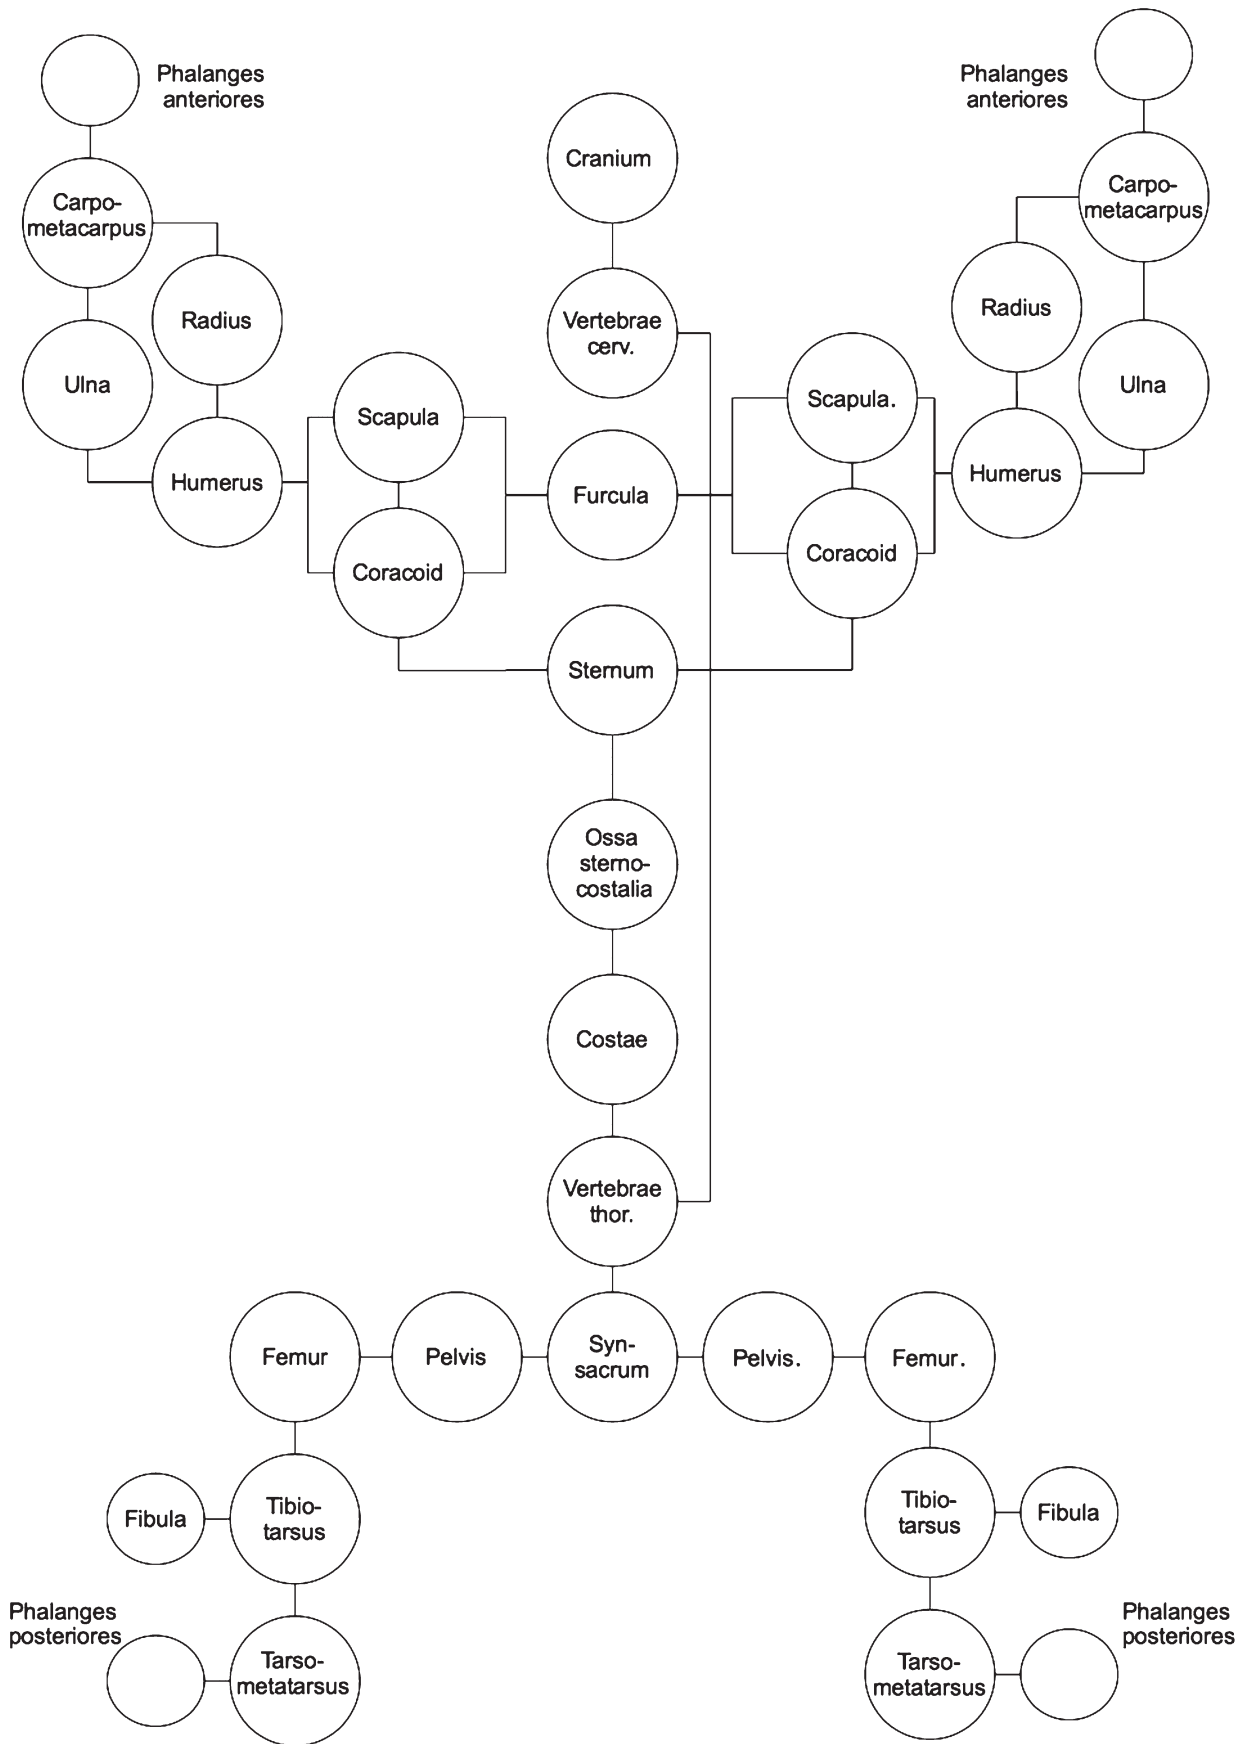 Phalanges
anteriores
Phalanges
anteriores
Cranium
Carpo-
metacarpus
Carpo-
metacarpus
Radius
Vertebrae
cerv.
Radius
Ulna
Ulna
Scapula
Scapula.
Humerus
Furcula
Humerus
Coracoid
Coracoid
Sternum
Ossa
sterno-
costalia
Costae
Vertebrae
thor.
Femur
Pelvis
Syn-
sacrum
Pelvis.
Femur.
Fibula
Tibio-
tarsus
Tibio-
tarsus
Fibula
Phalanges
posteriores
Tarso-
metatarsus
Tarso-
metatarsus
Phalanges
posteriores